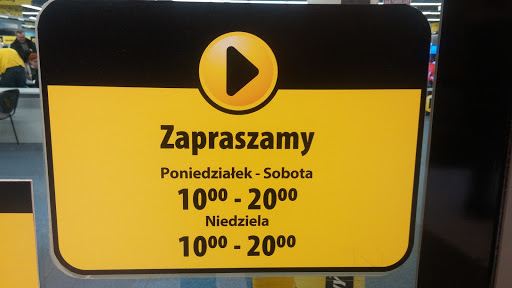 Zapraszamy
Poniedziałek - Sobota
10⁰⁰ - 20⁰⁰
Niedziela
10⁰⁰ - 20⁰⁰